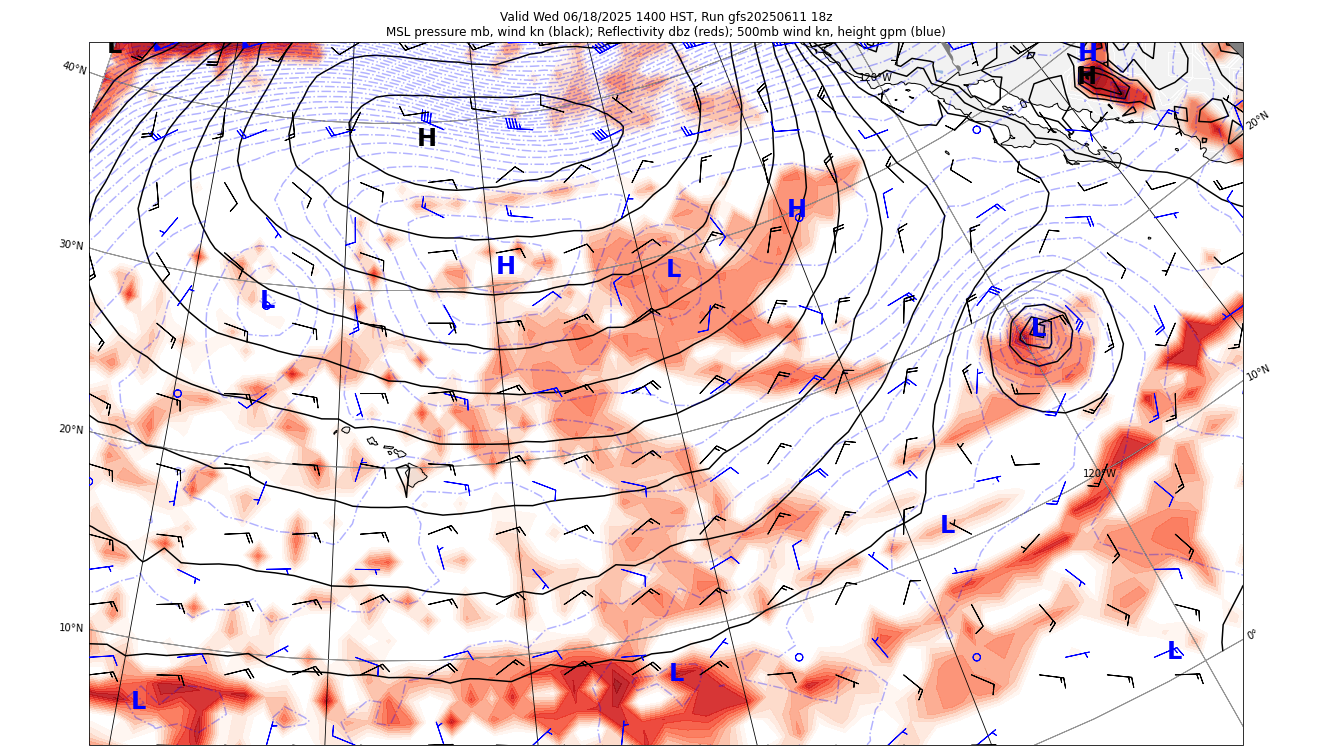 Valid Wed 06/18/2025 1400 HST, Run gfs20250611 18z
MSL pressure mb, wind kn (black); Reflectivity dbz (reds); 500mb wind kn, height gpm (blue)
L L L H
40°N 120°W H
20°N
H
H
30°N H L
L
L
10°N
20°N
120°W
L
10°N
0°
L
L
L